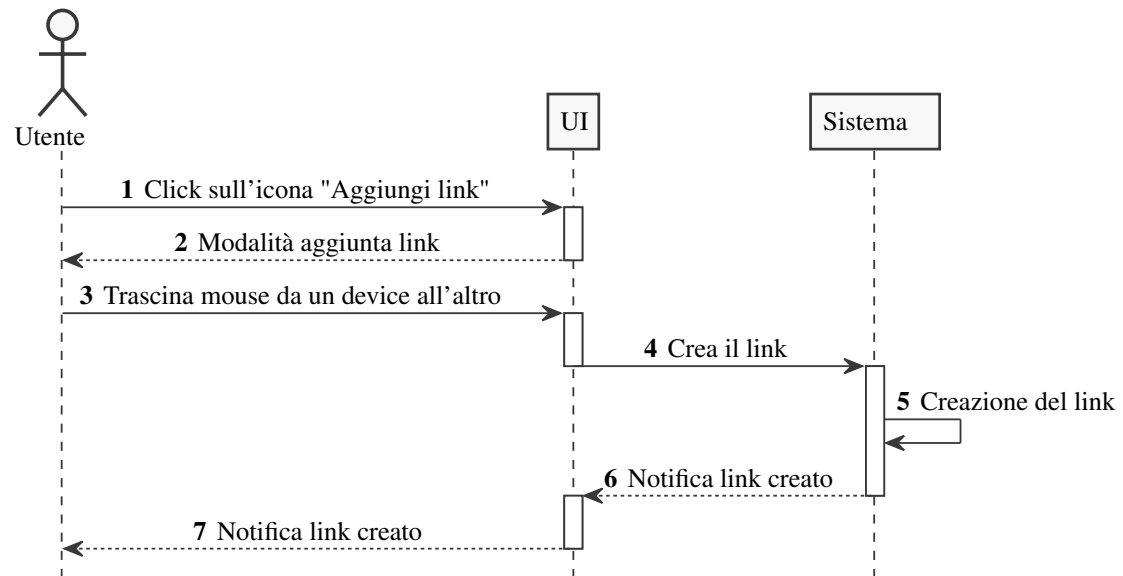 Utente
UI
Sistema
1 Click sull'icona "Aggiungi link"
2 Modalità aggiunta link
3 Trascina mouse da un device all'altro
4 Crea il link
5 Creazione del link
6 Notifica link creato
7 Notifica link creato